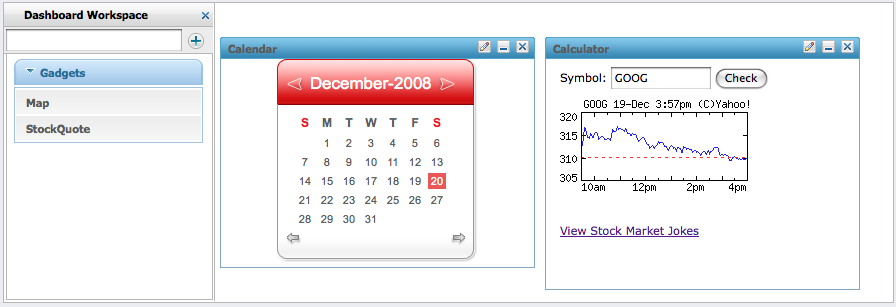 Dashboard Workspace
Gadgets
Map
StockQuote
Calendar
December-2008
S M T W T F S
1 2 3 4 5 6
7 8 9 10 11 12 13
14 15 16 17 18 19 20
21 22 23 24 25 26 27
28 29 30 31
Calculator
Symbol: GOOG Check
GOOG 19-Dec 3:57pm (C)Yahoo!
320
315
310
305
10am 12pm 2pm 4pm
View Stock Market Jokes